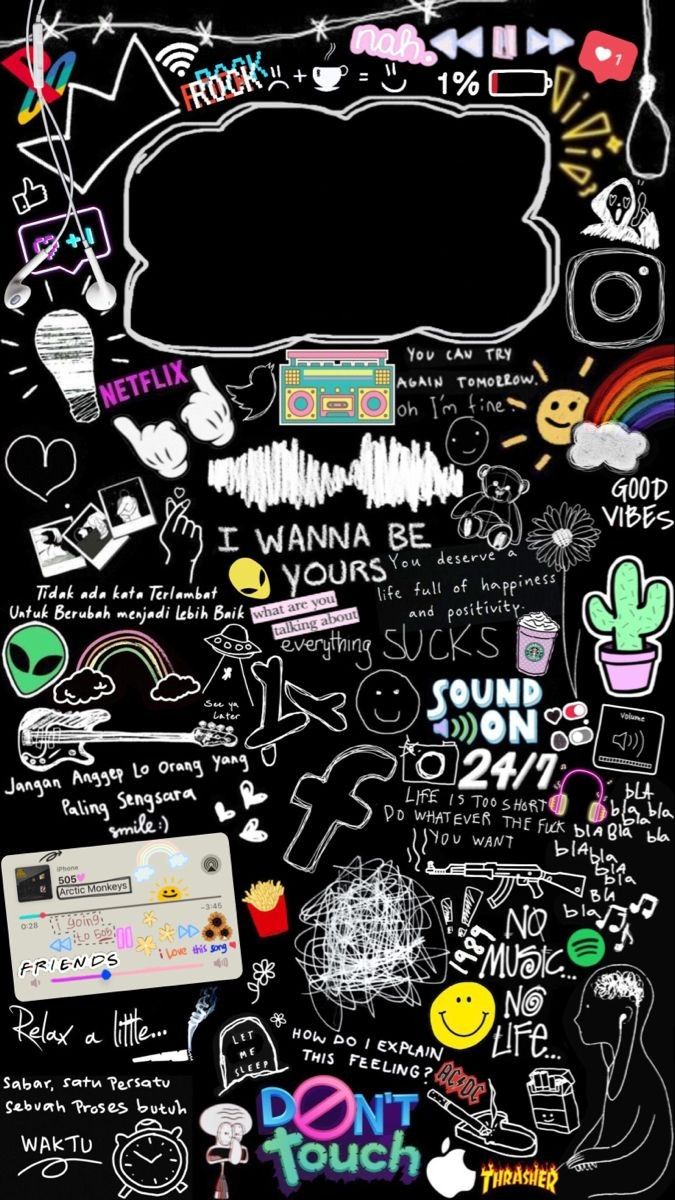 nah.
1
ROCK
+ = 1%
+1
NETFLIX
YOU CAN TRY
AGAIN TOMORROW.
oh I'm fine.
GOOD
VIBES
I WANNA BE
YOURS
You deserve a
life full of happiness
and positivity.
Tidak ada kata Terlambat
Untuk Berubah menjadi Lebih Baik
what are you
talking about
everything SUCKS
See ya
Later
SOUND
ON
24/7
Volume
Jangan Anggep Lo Orang yang
Paling Sengsara
smile:)
LIFE IS TOO SHORT
DO WHATEVER THE FUCK
YOU WANT
bLA
bla bla
bla
blA Bla
bla
blA
bla
bla
BLA
bla
iPhone
505
Arctic Monkeys
0:28
-3:45
I going
to 505
i Love this song
FRIENDS
1989
NO
MUSIC...
NO
LIFE...
Relax a little...
LET
ME
SLEEP
HOW DO I EXPLAIN
THIS FEELING?
AC/DC
Sabar, satu Persatu
sebuah Proses butuh
WAKTU
DON'T
touch
THRASHER